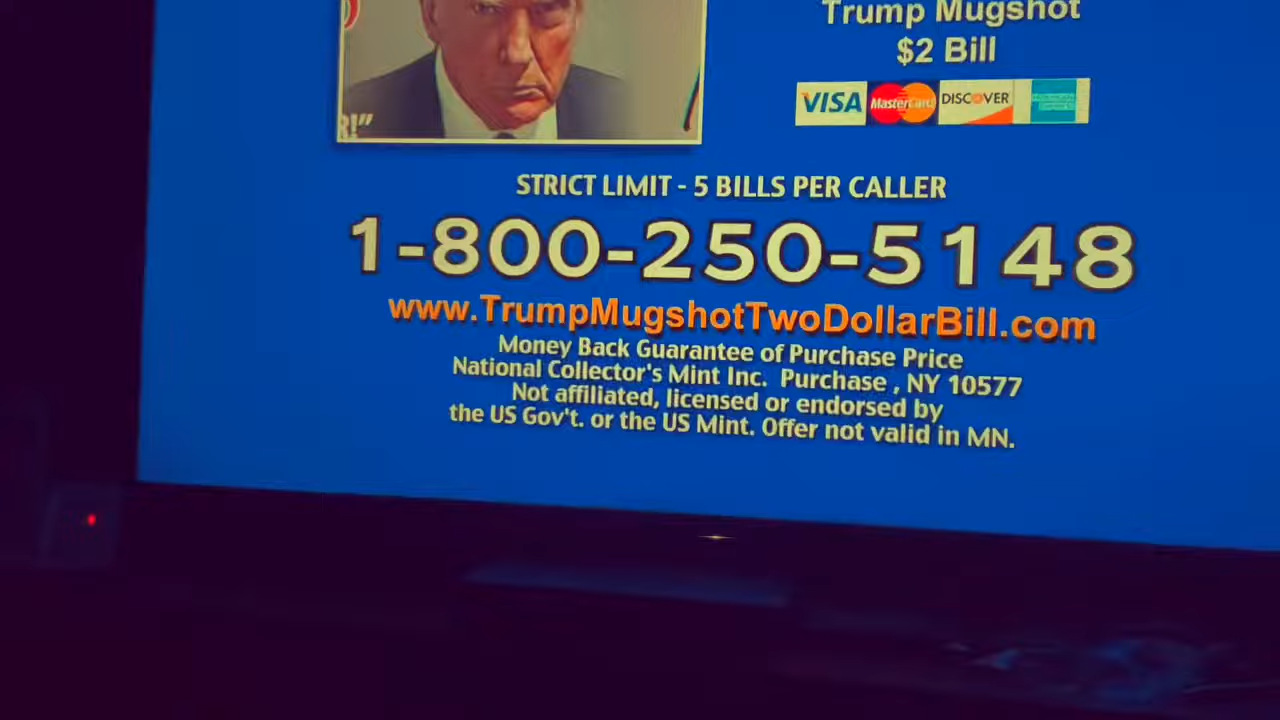 Trump Mugshot
$2 Bill
R!"
VISA MasterCard DISCOVER
STRICT LIMIT - 5 BILLS PER CALLER
1-800-250-5148
www.TrumpMugshotTwoDollarBill.com
Money Back Guarantee of Purchase Price
National Collector's Mint Inc. Purchase , NY 10577
Not affiliated, licensed or endorsed by
the US Gov't. or the US Mint. Offer not valid in MN.